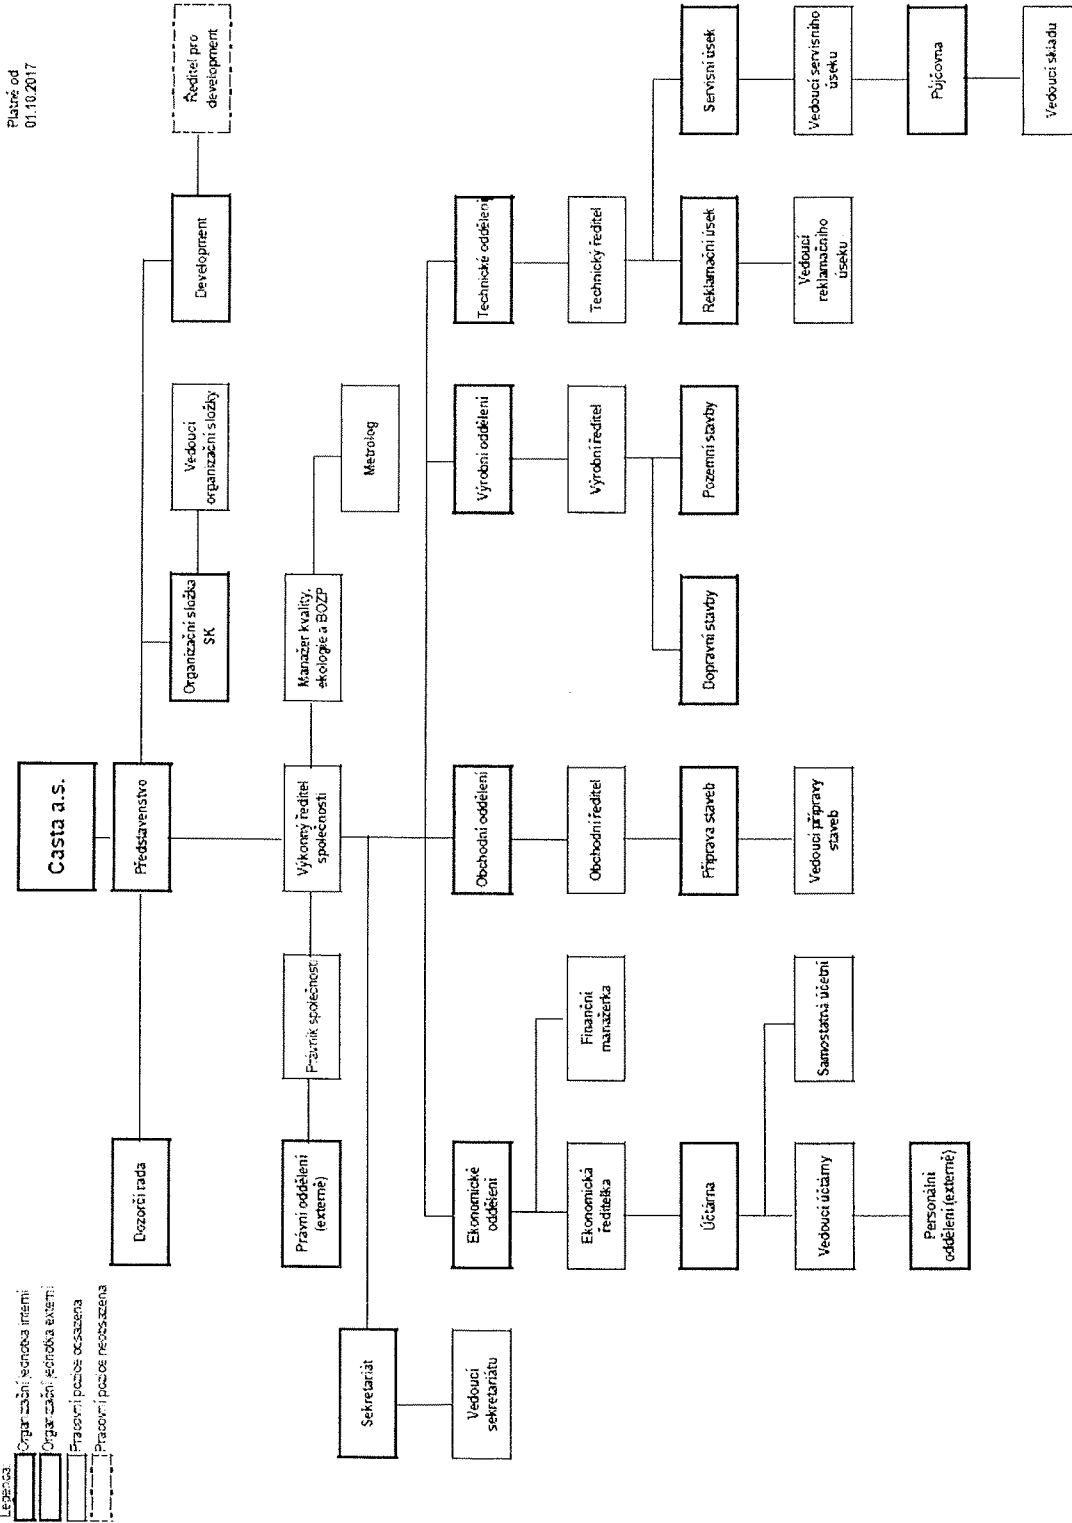 Legenda:
Organizační jednotka interní
Organizační jednotka externí
Pracovní pozice obsazena
Pracovní pozice neobsazena
Platné od
01.10.2017
Casta a.s.
Dozorčí rada
Představenstvo
Organizační složka
SK
Vedoucí
organizační složky
Development
Ředitel pro
development
Právní oddělení
(externě)
Právník společnosti
Výkonný ředitel
společnosti
Manažer kvality,
ekologie a BOZP
Metrolog
Sekretariát
Vedoucí
sekretariátu
Ekonomické
oddělení
Obchodní oddělení
Výrobní oddělení
Technické oddělení
Ekonomická
ředitelka
Finanční
manažerka
Obchodní ředitel
Výrobní ředitel
Technický ředitel
Účtárna
Příprava staveb
Dopravní stavby
Pozemní stavby
Reklamační úsek
Servisní úsek
Vedoucí účtárny
Samostatná účetní
Vedoucí přípravy
staveb
Vedoucí
reklamačního
úseku
Vedoucí servisního
úseku
Personální
oddělení (externě)
Půjčovna
Vedoucí skladu